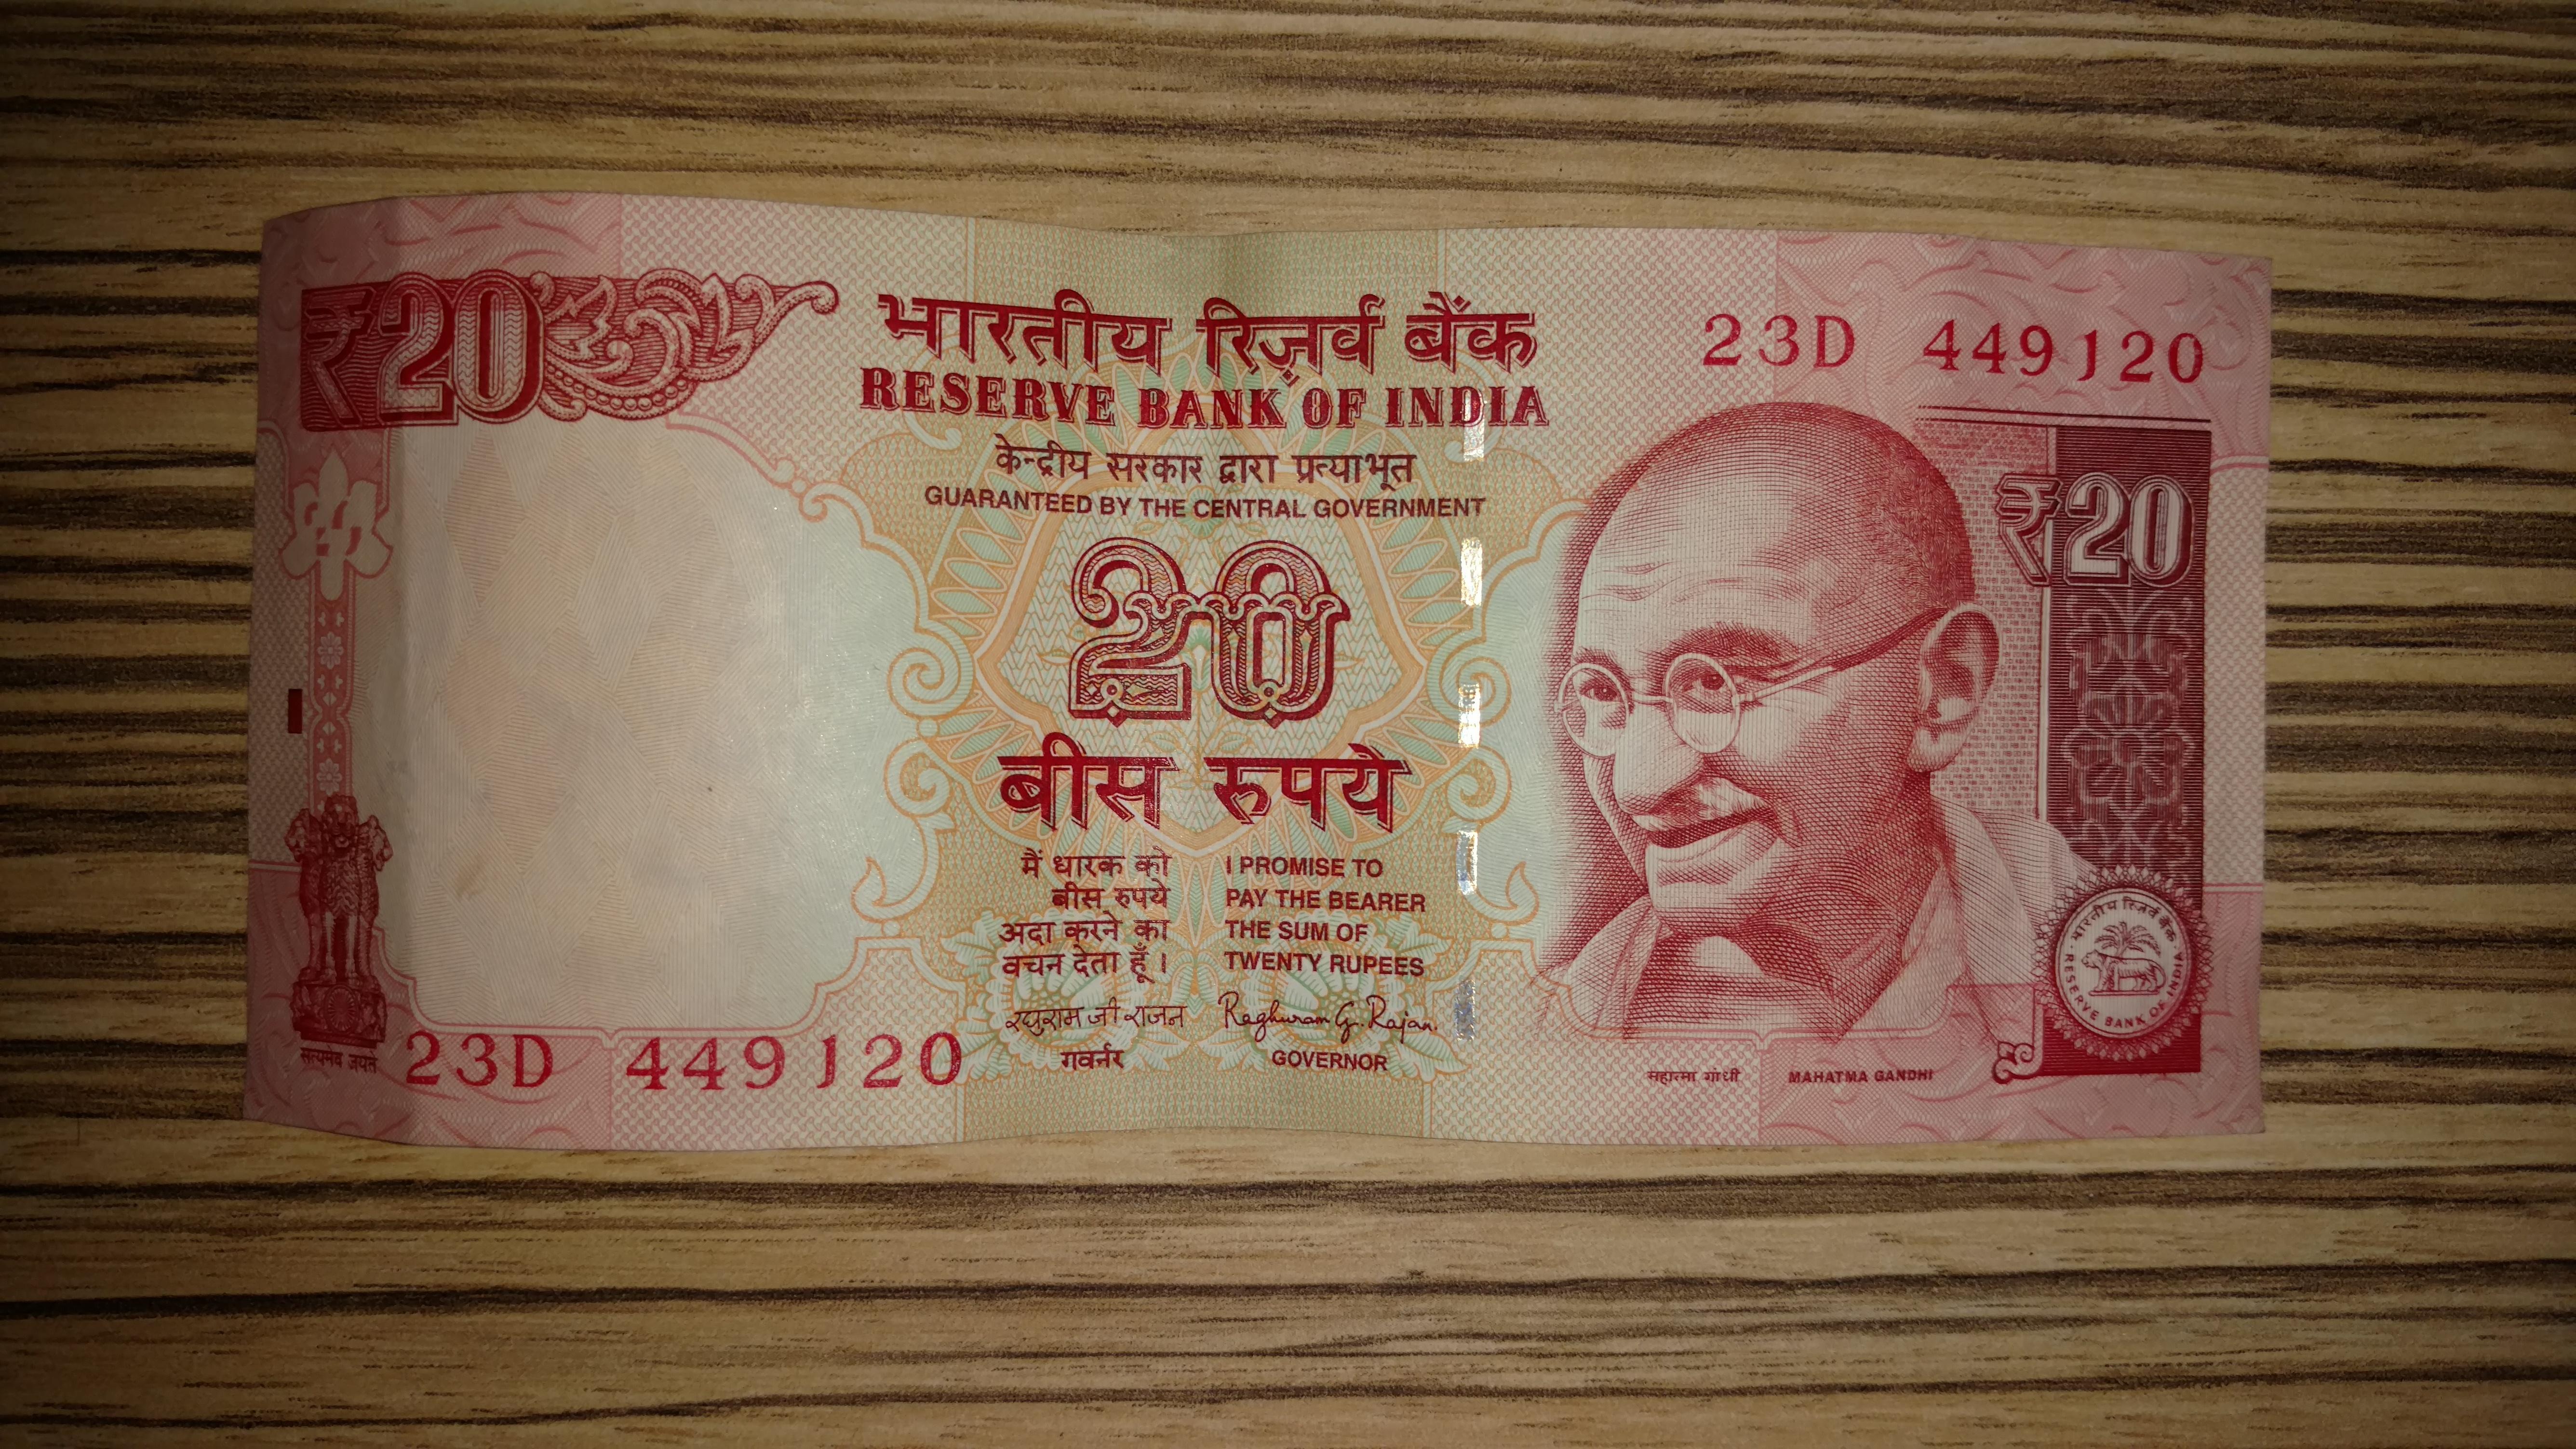 ₹20
भारतीय रिज़र्व बैंक
RESERVE BANK OF INDIA
23D 449120
केन्द्रीय सरकार द्वारा प्रत्याभूत
GUARANTEED BY THE CENTRAL GOVERNMENT
₹20
20
बीस रुपये
मैं धारक को
बीस रुपये
अदा करने का
वचन देता हूँ।
I PROMISE TO
PAY THE BEARER
THE SUM OF
TWENTY RUPEES
रघुराम जी राजन
Raghuram G. Rajan.
गवर्नर
GOVERNOR
सत्यमेव जयते
23D 449120
महात्मा गांधी
MAHATMA GANDHI
भारतीय रिज़र्व बैंक
RESERVE BANK OF INDIA